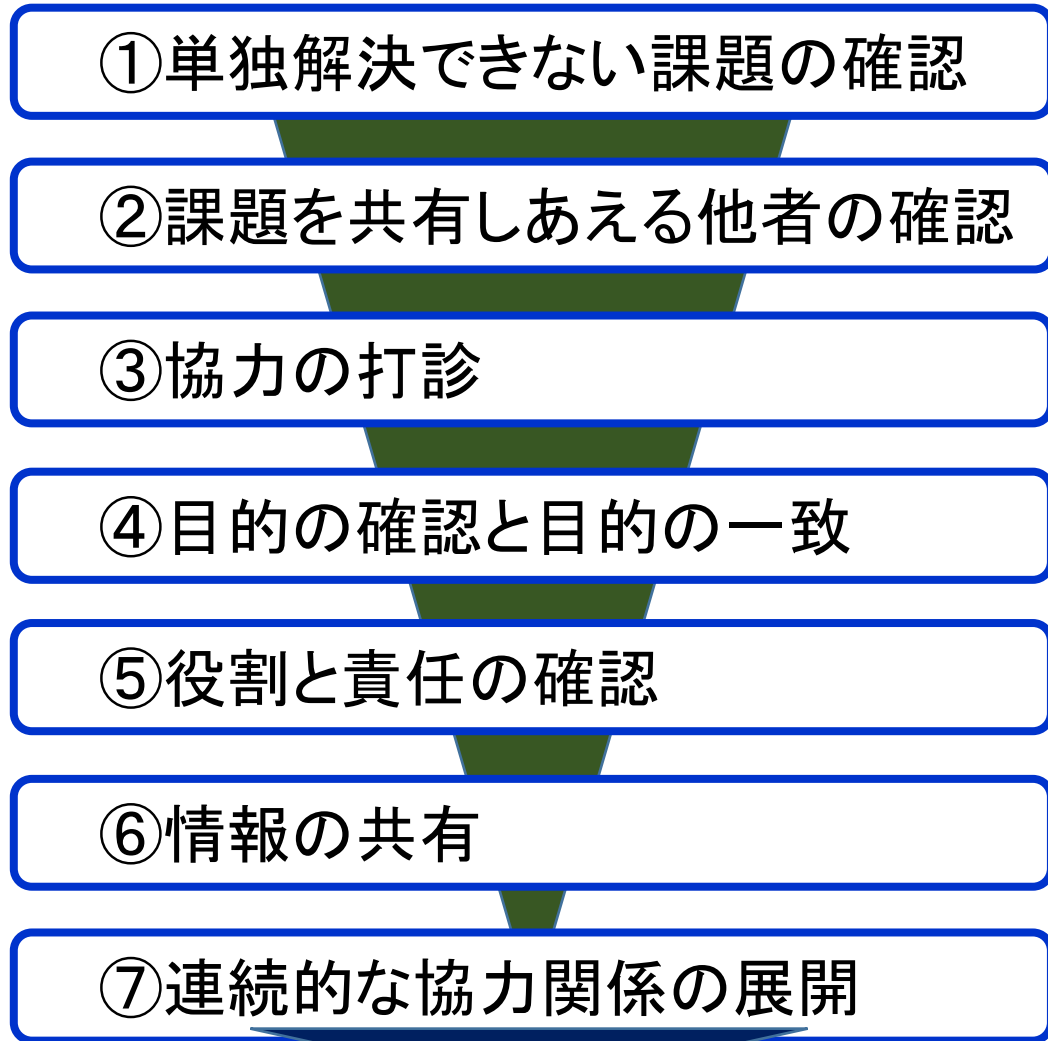 ①単独解決できない課題の確認
②課題を共有しあえる他者の確認
③協力の打診
④目的の確認と目的の一致
⑤役割と責任の確認
⑥情報の共有
⑦連続的な協力関係の展開